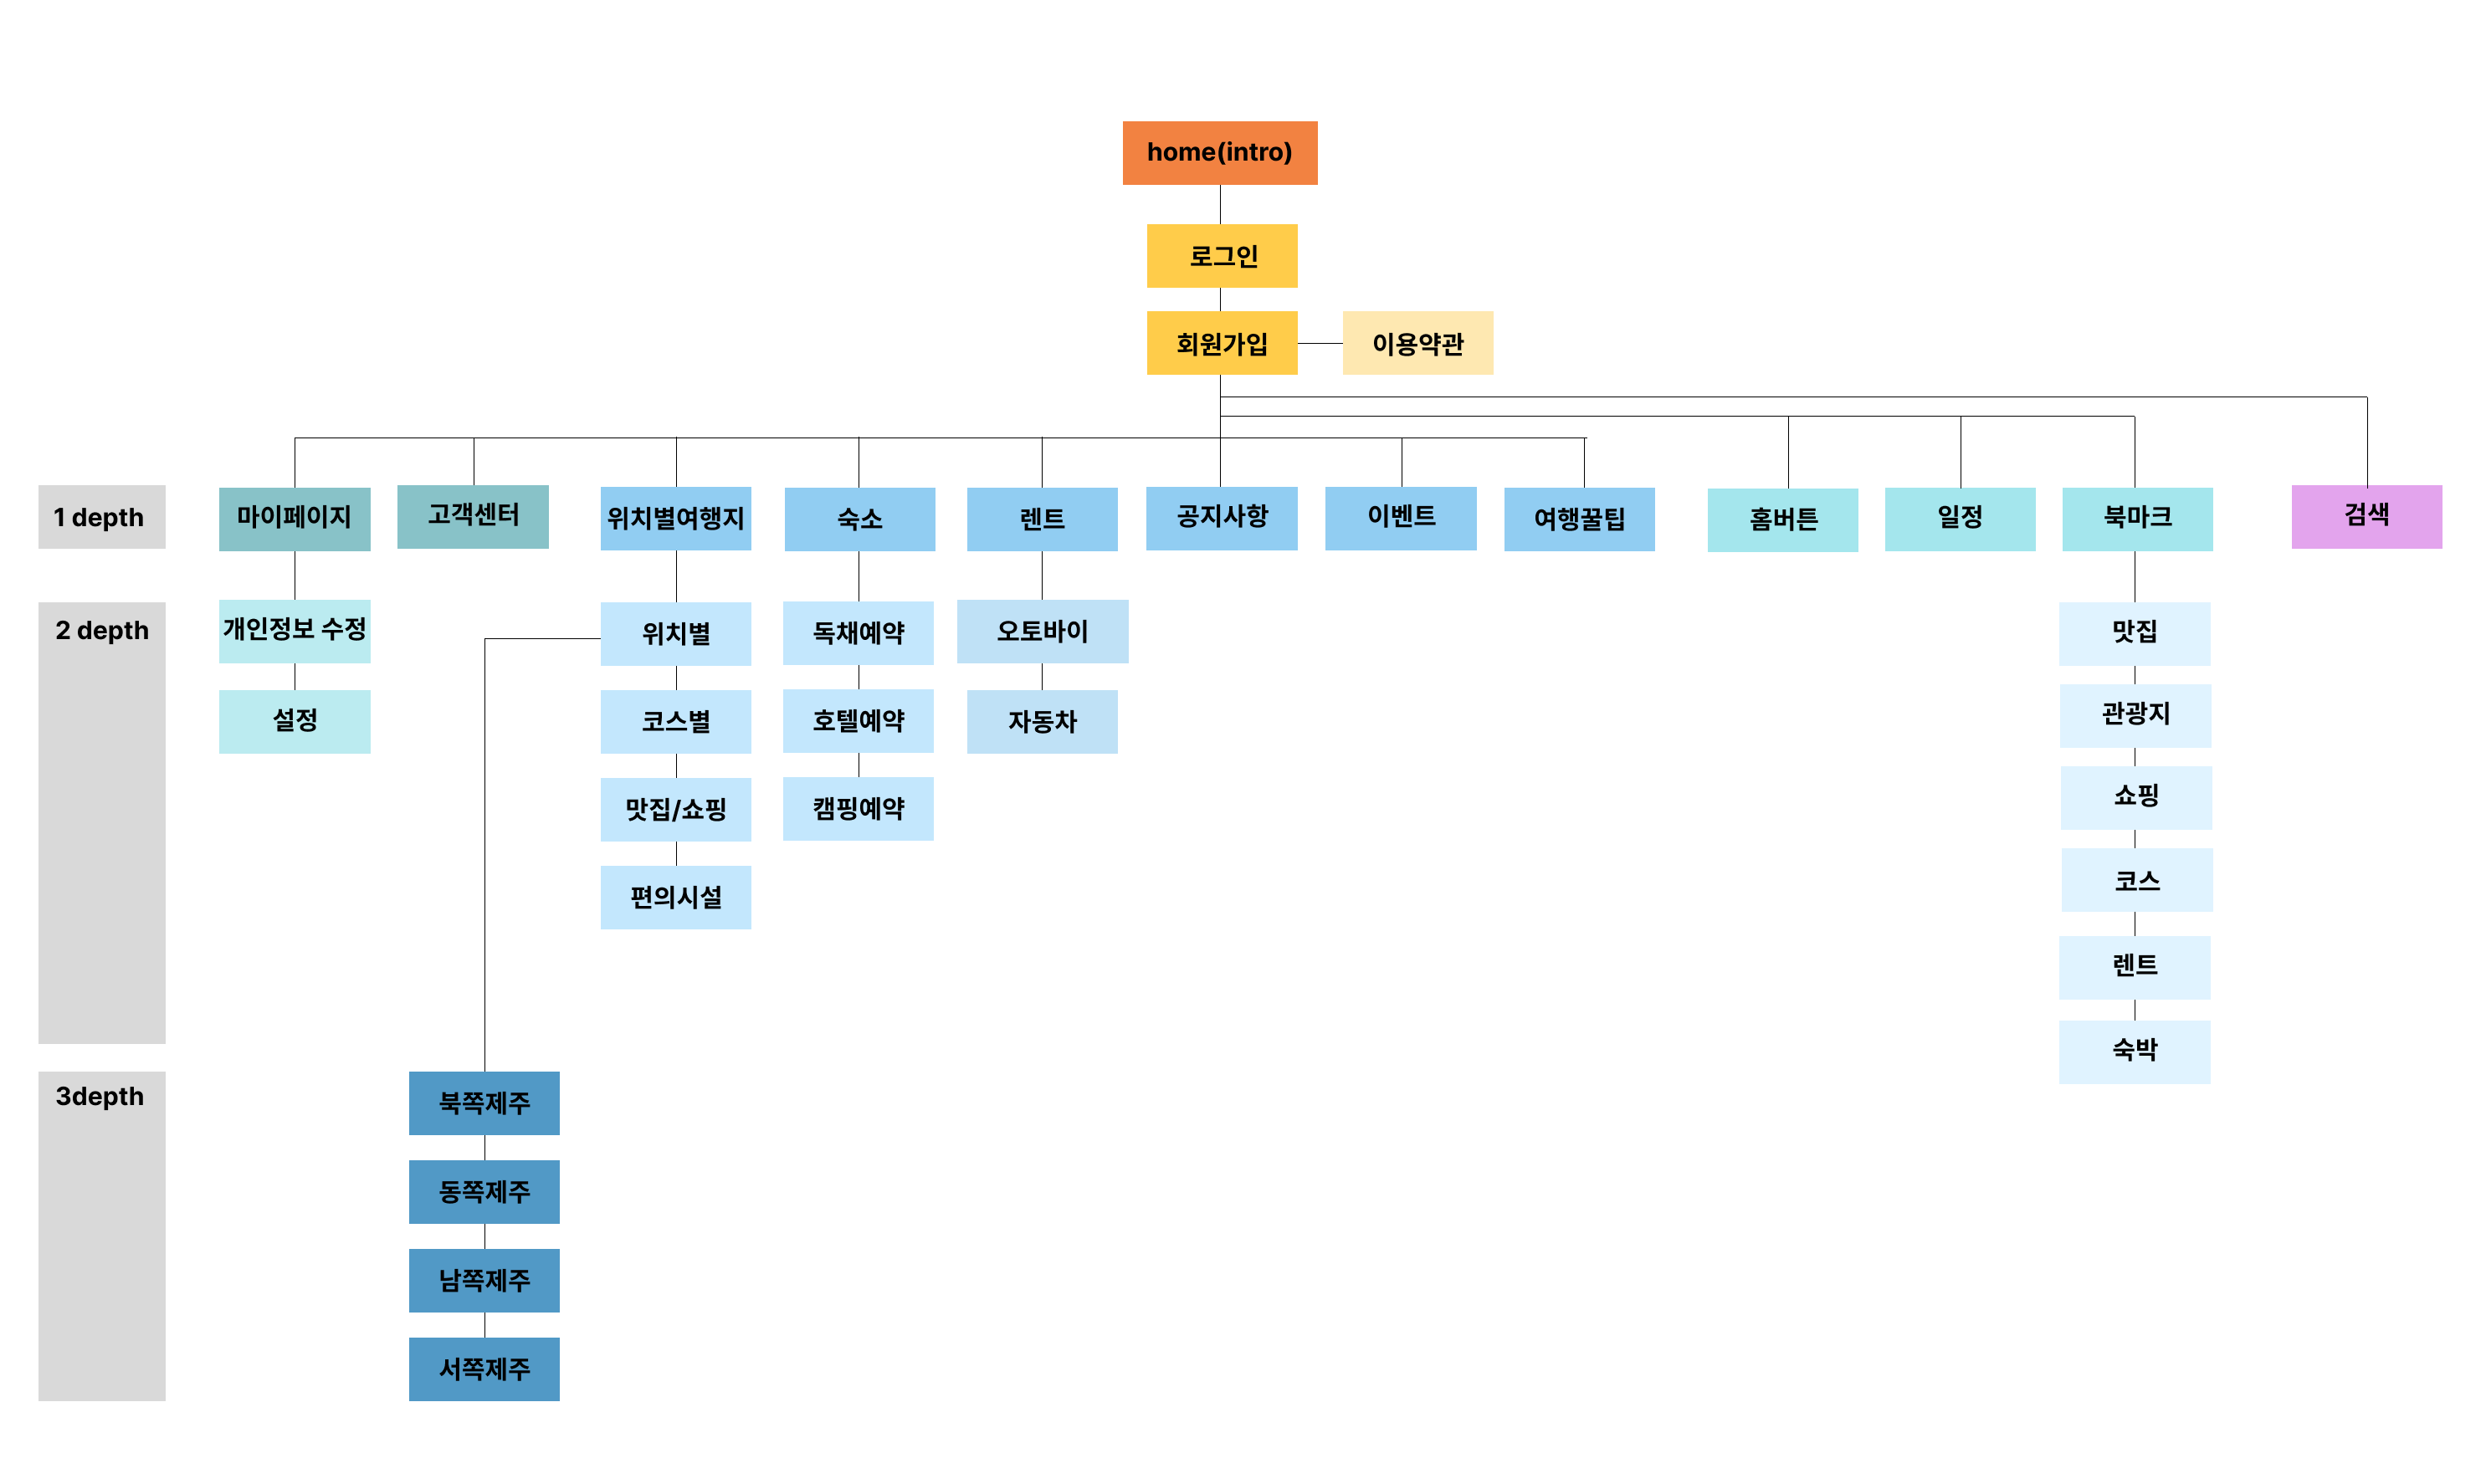 home(intro)
로그인
회원가입
이용약관
1 depth
마이페이지
고객센터
위치별여행지
숙소
렌트
공지사항
이벤트
여행꿀팁
홈버튼
일정
북마크
검색
2 depth
개인정보 수정
설정
위치별
코스별
맛집/쇼핑
편의시설
독채예약
호텔예약
캠핑예약
오토바이
자동차
맛집
관광지
쇼핑
코스
렌트
숙박
3depth
북쪽제주
동쪽제주
남쪽제주
서쪽제주